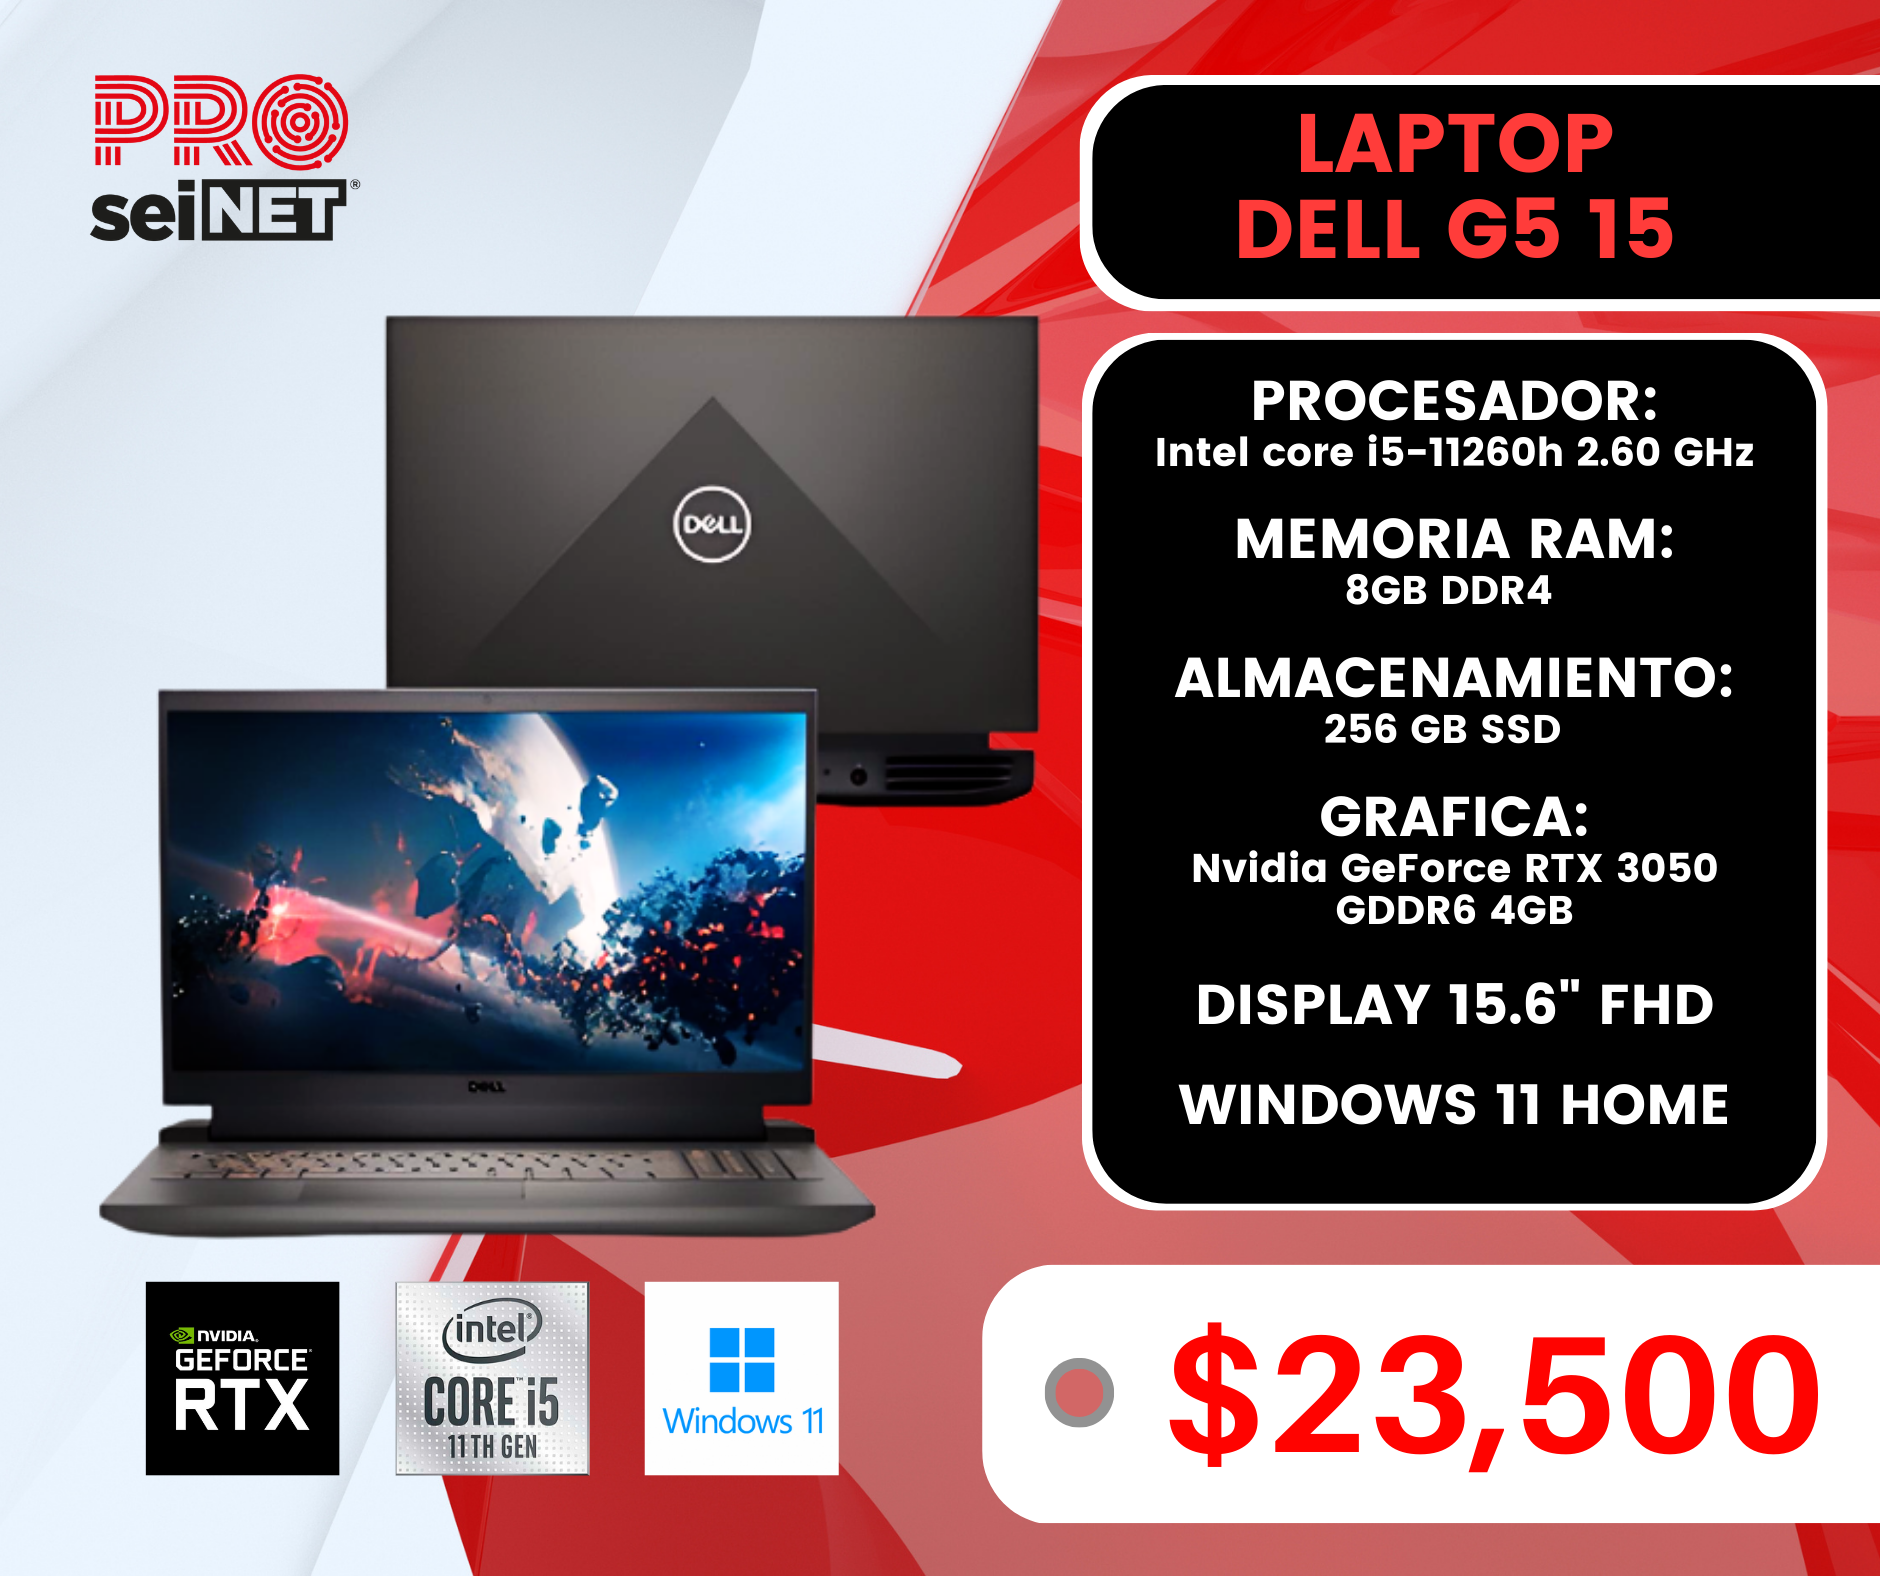 PRO
seiNET®
LAPTOP
DELL G5 15
PROCESADOR:
Intel core i5-11260h 2.60 GHz
MEMORIA RAM:
8GB DDR4
ALMACENAMIENTO:
256 GB SSD
GRAFICA:
Nvidia GeForce RTX 3050
GDDR6 4GB
DISPLAY 15.6" FHD
WINDOWS 11 HOME
DELL
DELL
NVIDIA.
GEFORCE
RTX
intel®
CORE™ i5
11TH GEN
Windows 11
$23,500